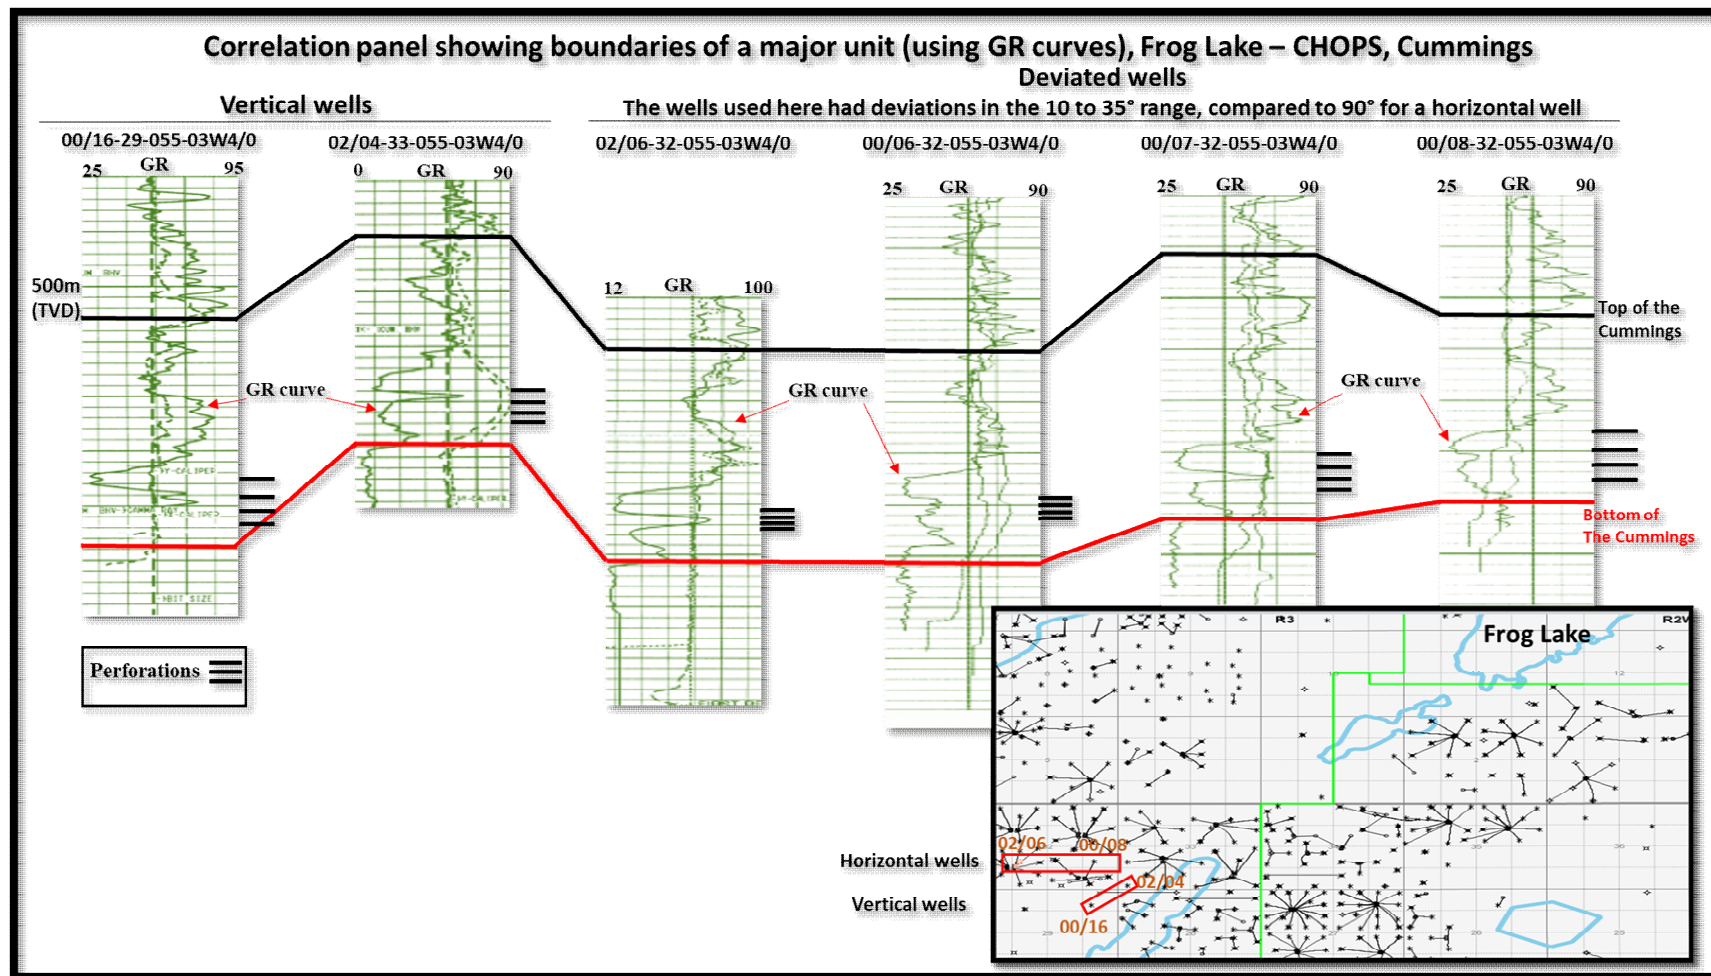 Correlation panel showing boundaries of a major unit (using GR curves), Frog Lake – CHOPS, Cummings
Deviated wells
Vertical wells
The wells used here had deviations in the 10 to 35° range, compared to 90° for a horizontal well
00/16-29-055-03W4/0
02/04-33-055-03W4/0
02/06-32-055-03W4/0
00/06-32-055-03W4/0
00/07-32-055-03W4/0
00/08-32-055-03W4/0
25 GR 95
0 GR 90
12 GR 100
25 GR 90
25 GR 90
25 GR 90
500m
(TVD)
Top of the
Cummings
GR curve
GR curve
GR curve
Bottom of
The Cummings
Y-CALIPER
BIT SIZE
Perforations
R3
Frog Lake
Horizontal wells
Vertical wells
02/06
00/08
02/04
00/16